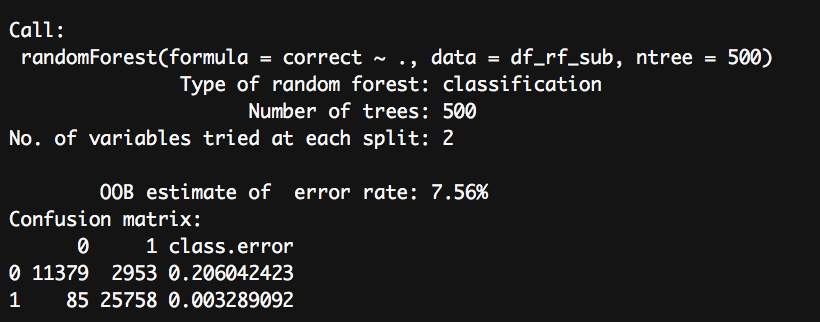 Call:
 randomForest(formula = correct ~ ., data = df_rf_sub, ntree = 500)
               Type of random forest: classification
                     Number of trees: 500
No. of variables tried at each split: 2

        OOB estimate of  error rate: 7.56%
Confusion matrix:
      0     1 class.error
0 11379  2953 0.206042423
1    85 25758 0.003289092